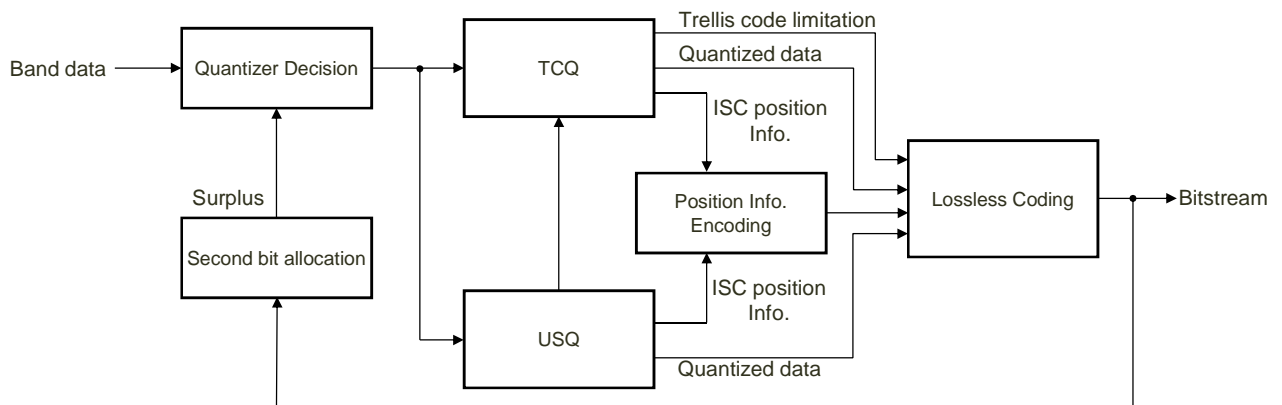 Trellis code limitation
Quantized data
Band data
Quantizer Decision
TCQ
ISC position
Info.
Surplus
Position Info.
Encoding
Lossless Coding
Bitstream
Second bit allocation
ISC position
Info.
USQ
Quantized data